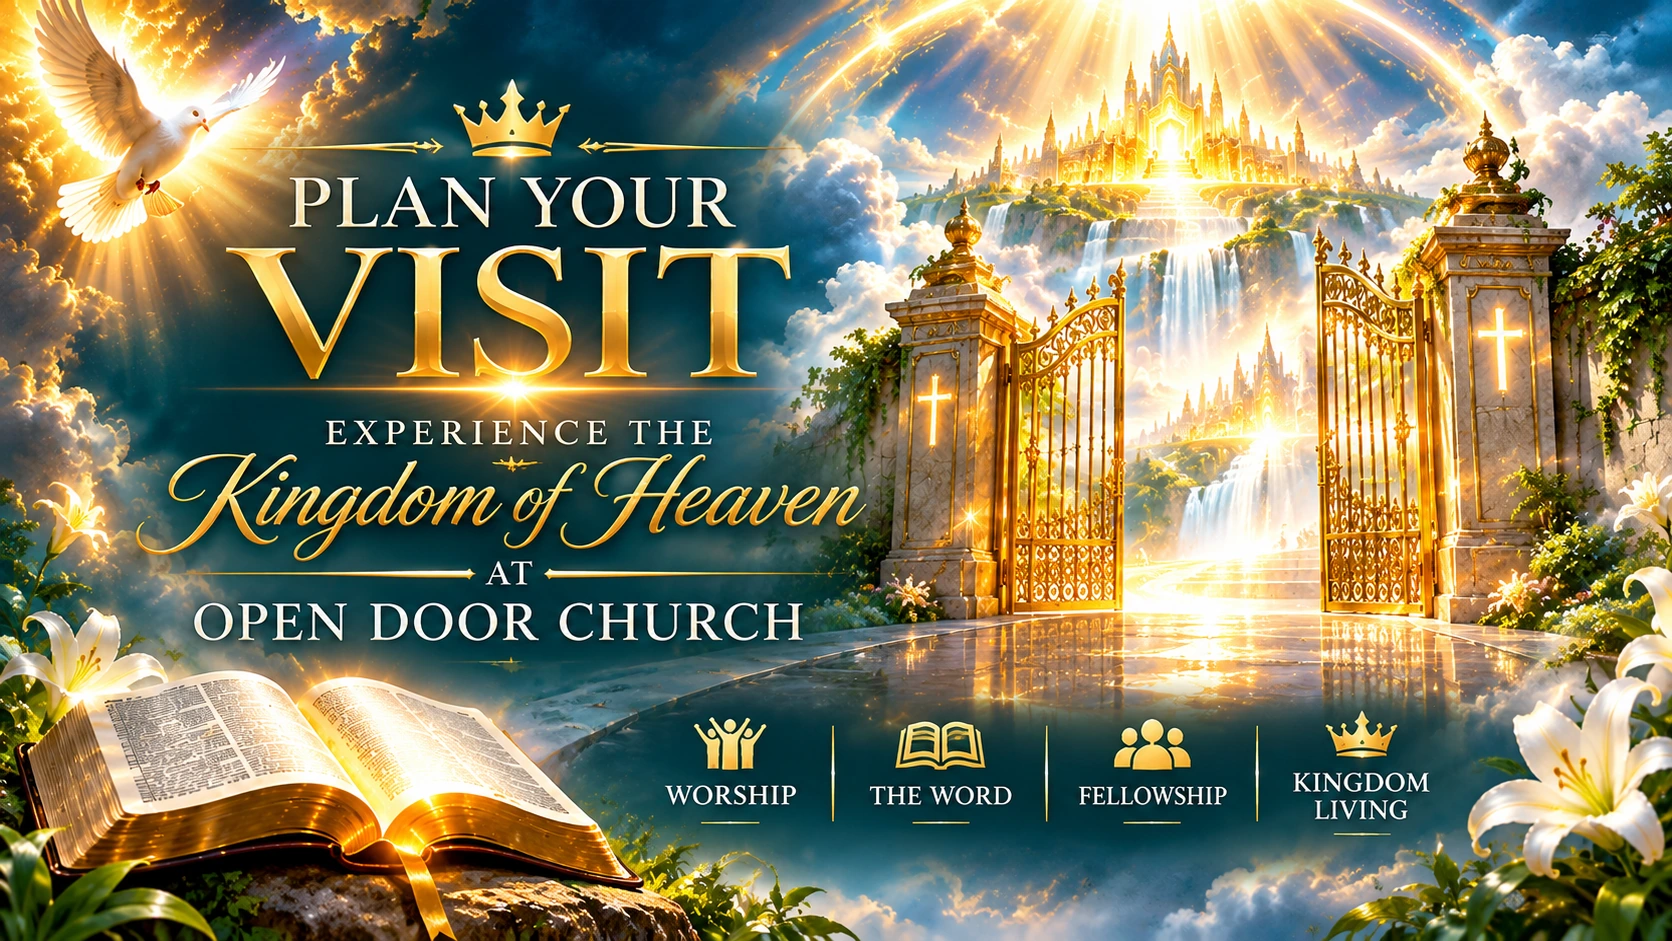 PLAN YOUR
VISIT
EXPERIENCE THE
Kingdom of Heaven
AT
OPEN DOOR CHURCH
WORSHIP
THE WORD
FELLOWSHIP
KINGDOM
LIVING